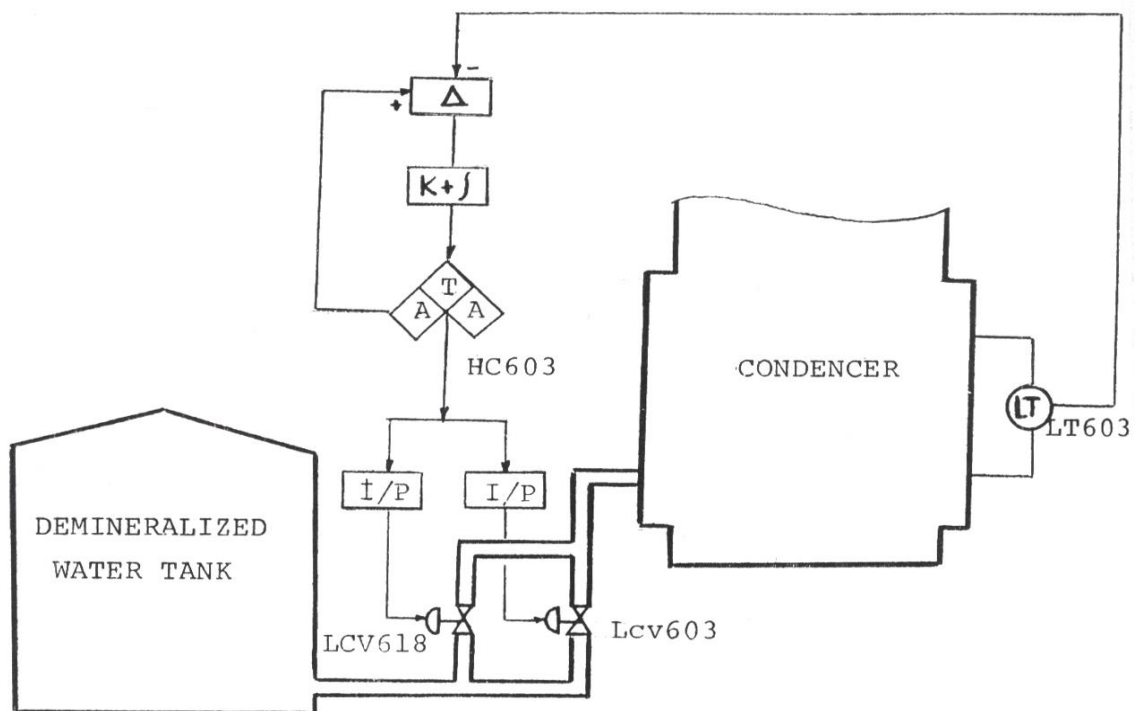 -
+
Δ
K+∫
T
A A
HC603
CONDENCER
LT
LT603
I/P
I/P
DEMINERALIZED
WATER TANK
LCV618
Lcv603